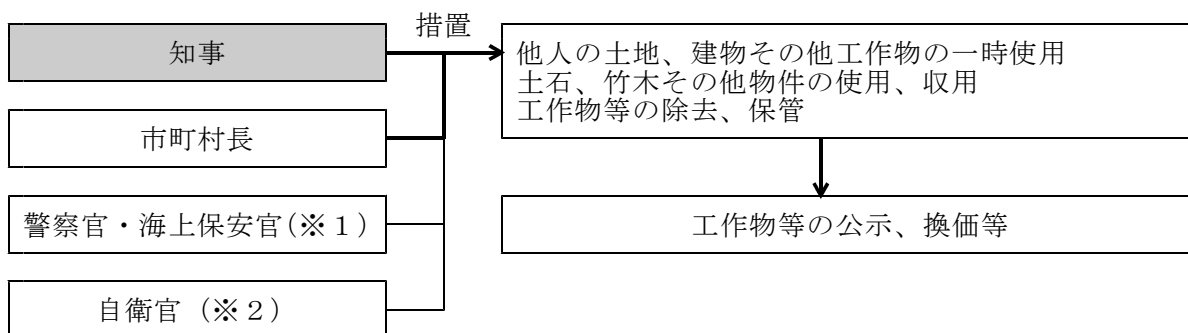 措置
知事
市町村長
警察官・海上保安官(※1)
自衛官(※2)
他人の土地、建物その他工作物の一時使用
土石、竹木その他物件の使用、収用
工作物等の除去、保管
工作物等の公示、換価等